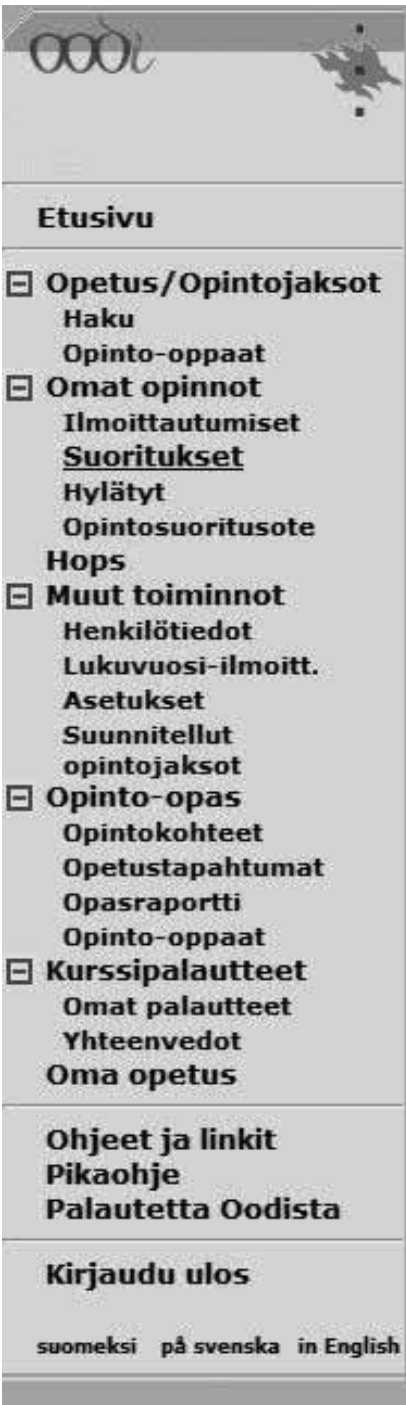 oodi
Etusivu
Opetus/Opintojaksot
Haku
Opinto-oppaat
Omat opinnot
Ilmoittautumiset
Suoritukset
Hylätyt
Opintosuoritusote
Hops
Muut toiminnot
Henkilötiedot
Lukuvuosi-ilmoitt.
Asetukset
Suunnitellut
opintojaksot
Opinto-opas
Opintokohteet
Opetustapahtumat
Opasraportti
Opinto-oppaat
Kurssipalautteet
Omat palautteet
Yhteenvedot
Oma opetus
Ohjeet ja linkit
Pikaohje
Palautetta Oodista
Kirjaudu ulos
suomeksi på svenska in English